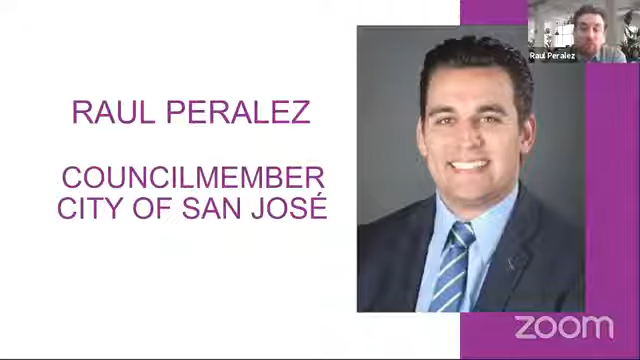 Raul Peralez
RAUL PERALEZ
COUNCILMEMBER
CITY OF SAN JOSÉ
zoom